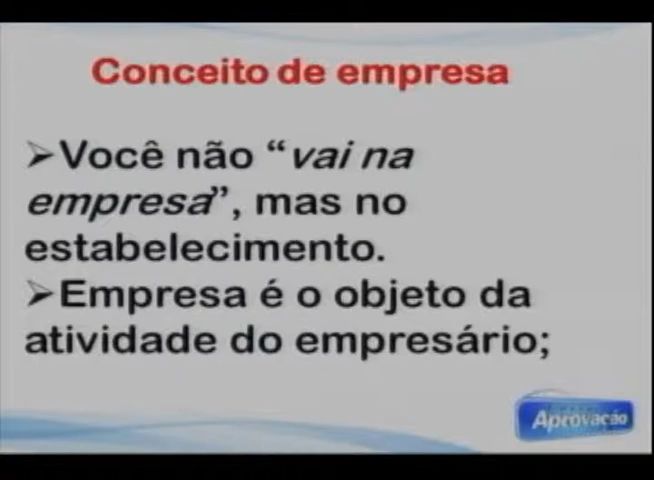 Conceito de empresa
➢Você não “vai na
empresa”, mas no
estabelecimento.
➢Empresa é o objeto da
atividade do empresário;
Aprovação